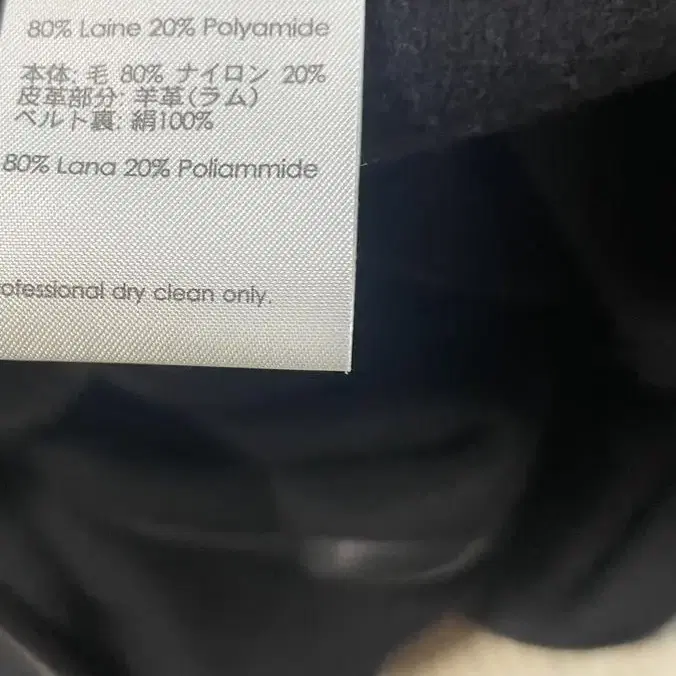 80% Laine 20% Polyamide
本体: 毛 80% ナイロン 20%
皮革部分: 羊革(ラム)
ベルト裏: 絹100%
80% Lana 20% Poliammide
ofessional dry clean only.